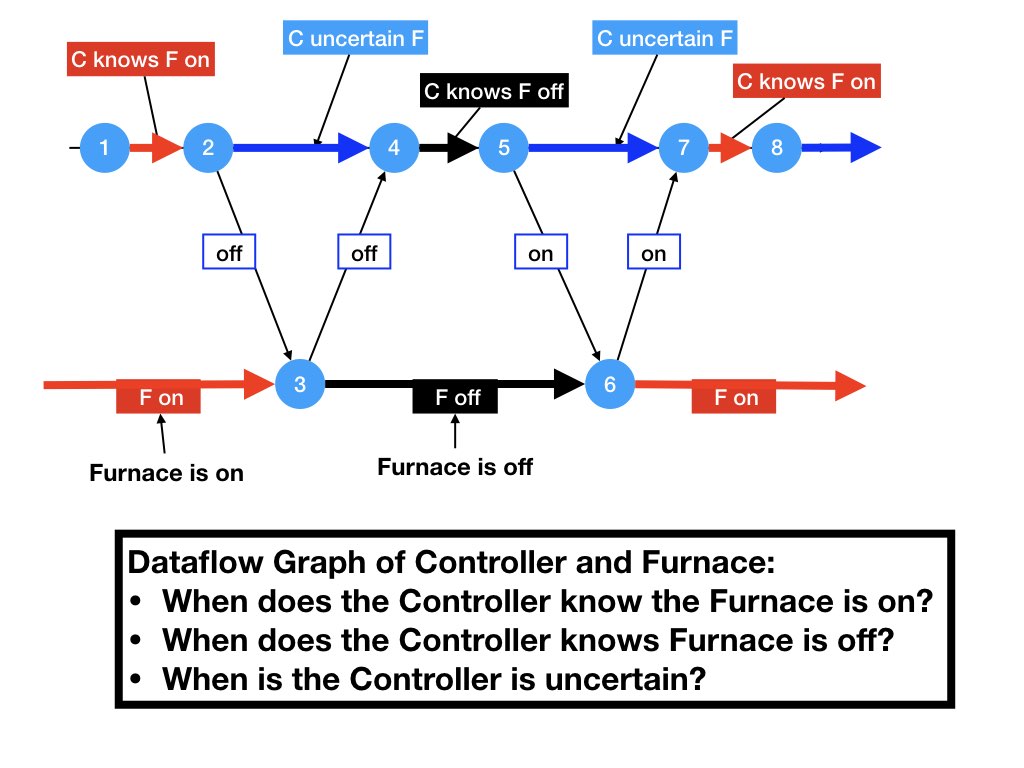 C uncertain F
C uncertain F
C knows F on
C knows F off
C knows F on
1
2
4
5
7
8
off
off
on
on
3
6
F on
F off
F on
Furnace is on
Furnace is off
Dataflow Graph of Controller and Furnace:
• When does the Controller know the Furnace is on?
• When does the Controller knows Furnace is off?
• When is the Controller is uncertain?